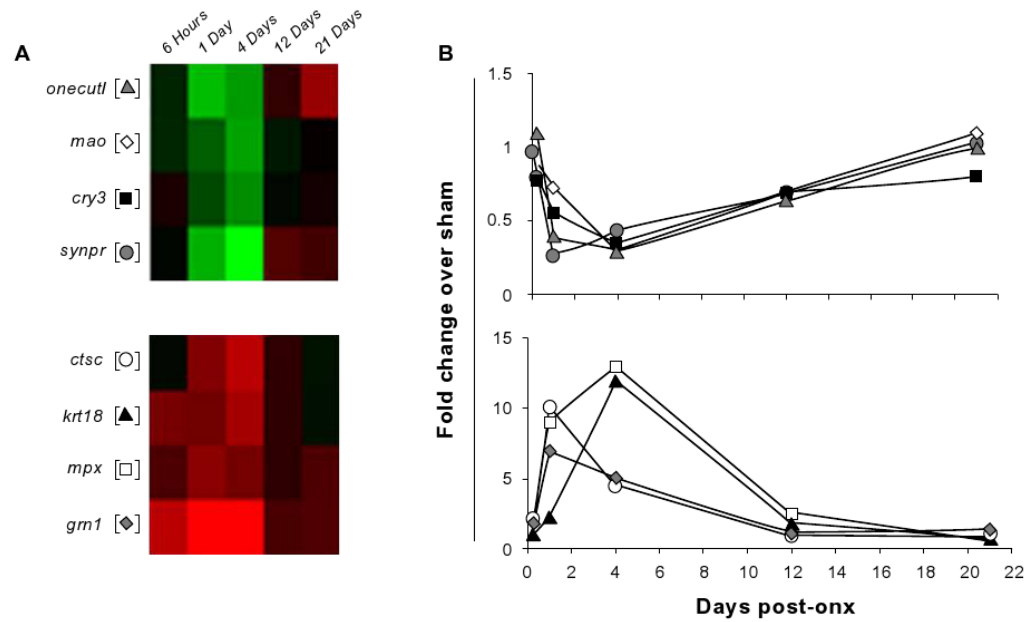 A
6 Hours
1 Day
4 Days
12 Days
21 Days
onecutl
mao
cry3
synpr
ctsc
krt18
mpx
grn1
B
Fold change over sham
1.5
1
0.5
0
15
10
5
0
0 2 4 6 8 10 12 14 16 18 20 22
Days post-onx